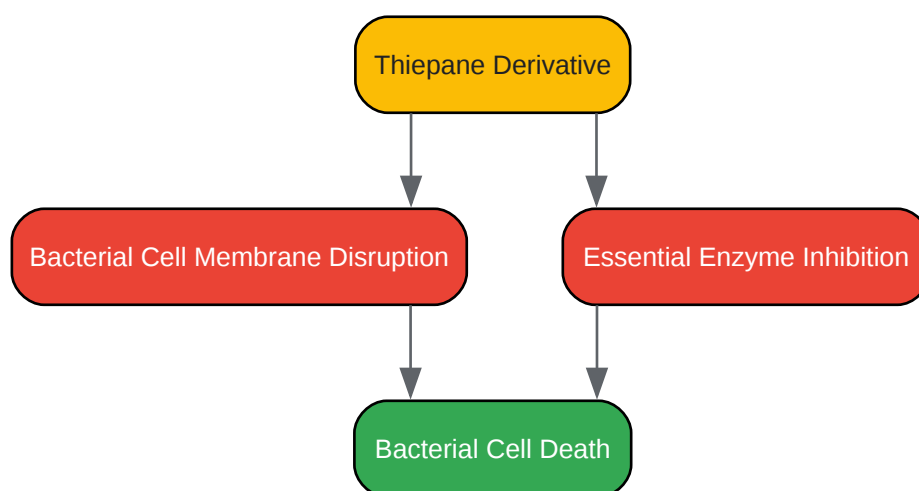 Thiepane Derivative
Bacterial Cell Membrane Disruption
Essential Enzyme Inhibition
Bacterial Cell Death